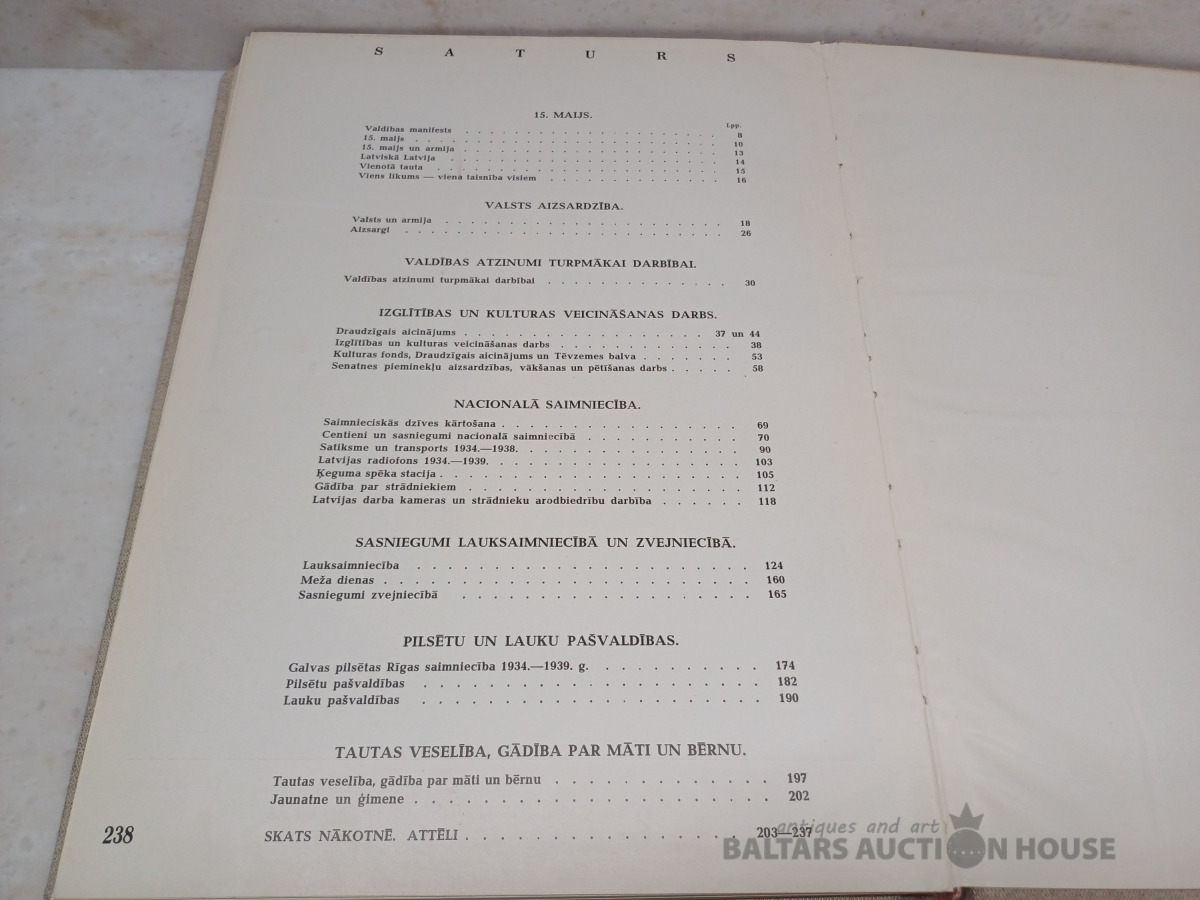 S A T U R S
15. MAIJS.
Lpp.
Valdības manifests . . . . . . . . . . . . . . . . . . . 8
15. maijs . . . . . . . . . . . . . . . . . . . . . 10
15. maijs un armija . . . . . . . . . . . . . . . . . . . 13
Latviskā Latvija . . . . . . . . . . . . . . . . . . . . 14
Vienotā tauta . . . . . . . . . . . . . . . . . . . . 15
Viens likums — viena taisnība visiem . . . . . . . . . . . . . 16
VALSTS AIZSARDZĪBA.
Valsts un armija . . . . . . . . . . . . . . . . . . . . 18
Aizsargi . . . . . . . . . . . . . . . . . . . . . . 26
VALDĪBAS ATZINUMI TURPMĀKAI DARBĪBAI.
Valdības atzinumi turpmākai darbībai . . . . . . . . . . . . . 30
IZGLĪTĪBAS UN KULTURAS VEICINĀŠANAS DARBS.
Draudzīgais aicinājums . . . . . . . . . . . . . . . 37 un 44
Izglītības un kulturas veicināšanas darbs . . . . . . . . . . . 38
Kulturas fonds, Draudzīgais aicinājums un Tēvzemes balva . . . . . . 53
Senatnes pieminekļu aizsardzības, vākšanas un pētīšanas darbs . . . . . 58
NACIONALĀ SAIMNIECĪBA.
Saimnieciskās dzīves kārtošana . . . . . . . . . . . . . . . 69
Centieni un sasniegumi nacionalā saimniecībā . . . . . . . . . . 70
Satiksme un transports 1934.—1938. . . . . . . . . . . . . . . 90
Latvijas radiofons 1934.—1939. . . . . . . . . . . . . . . . . 103
Ķeguma spēka stacija . . . . . . . . . . . . . . . . . . 105
Gādība par strādniekiem . . . . . . . . . . . . . . . . . 112
Latvijas darba kameras un strādnieku arodbiedrību darbība . . . . . . 118
SASNIEGUMI LAUKSAIMNIECĪBĀ UN ZVEJNIECĪBĀ.
Lauksaimniecība . . . . . . . . . . . . . . . . . . 124
Meža dienas . . . . . . . . . . . . . . . . . . . . 160
Sasniegumi zvejniecībā . . . . . . . . . . . . . . . . 165
PILSĒTU UN LAUKU PAŠVALDĪBAS.
Galvas pilsētas Rīgas saimniecība 1934.—1939. g. . . . . . . . . . 174
Pilsētu pašvaldības . . . . . . . . . . . . . . . . . . 182
Lauku pašvaldības . . . . . . . . . . . . . . . . . . 190
TAUTAS VESELĪBA, GĀDĪBA PAR MĀTI UN BĒRNU.
Tautas veselība, gādība par māti un bērnu . . . . . . . . . . . . 197
Jaunatne un ģimene . . . . . . . . . . . . . . . . . . 202
SKATS NĀKOTNĒ. ATTĒLI . . . . . . . . . . . . . . 203—237
238
antiques and art
BALTARS AUCTION HOUSE